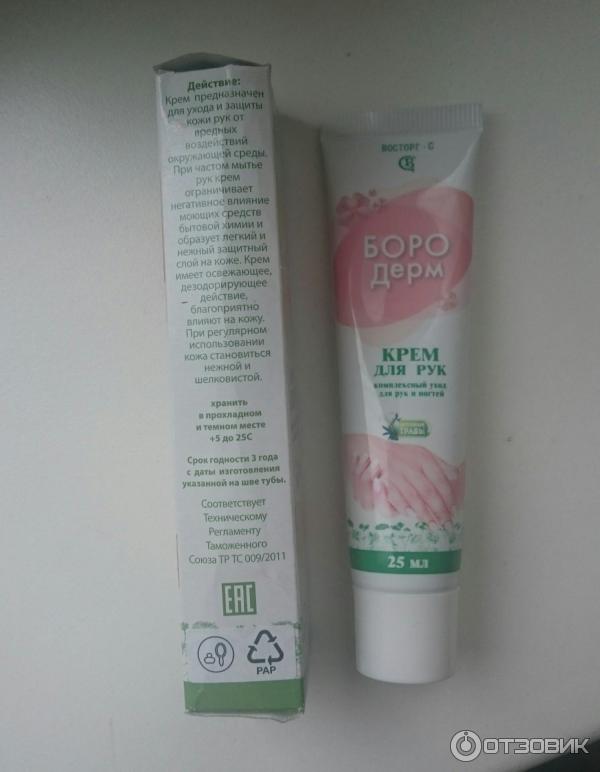 Действие:
Крем предназначен
для ухода и защиты
кожи рук от
вредных
воздействий
окружающей среды.
При частом мытье
рук крем
ограничивает
негативное влияние
моющих средств
бытовой химии и
образует легкий и
нежный защитный
слой на коже. Крем
имеет освежающее,
дезодорирующее
действие,
благоприятно
влияют на кожу.
При регулярном
использовании
кожа становиться
нежной и
шелковистой.
хранить
в прохладном
и темном месте
+5 до 25С
Срок годности 3 года
с даты изготовления
указанной на шве тубы.
Соответствует
Техническому
Регламенту
Таможенного
Союза ТР ТС 009/2011
ЕАС
PAP
ВОСТОРГ - С
БОРО
Дерм
КРЕМ
ДЛЯ РУК
комплексный уход
для рук и ногтей
ТРАВЫ
25 мл
ОТЗОВИК